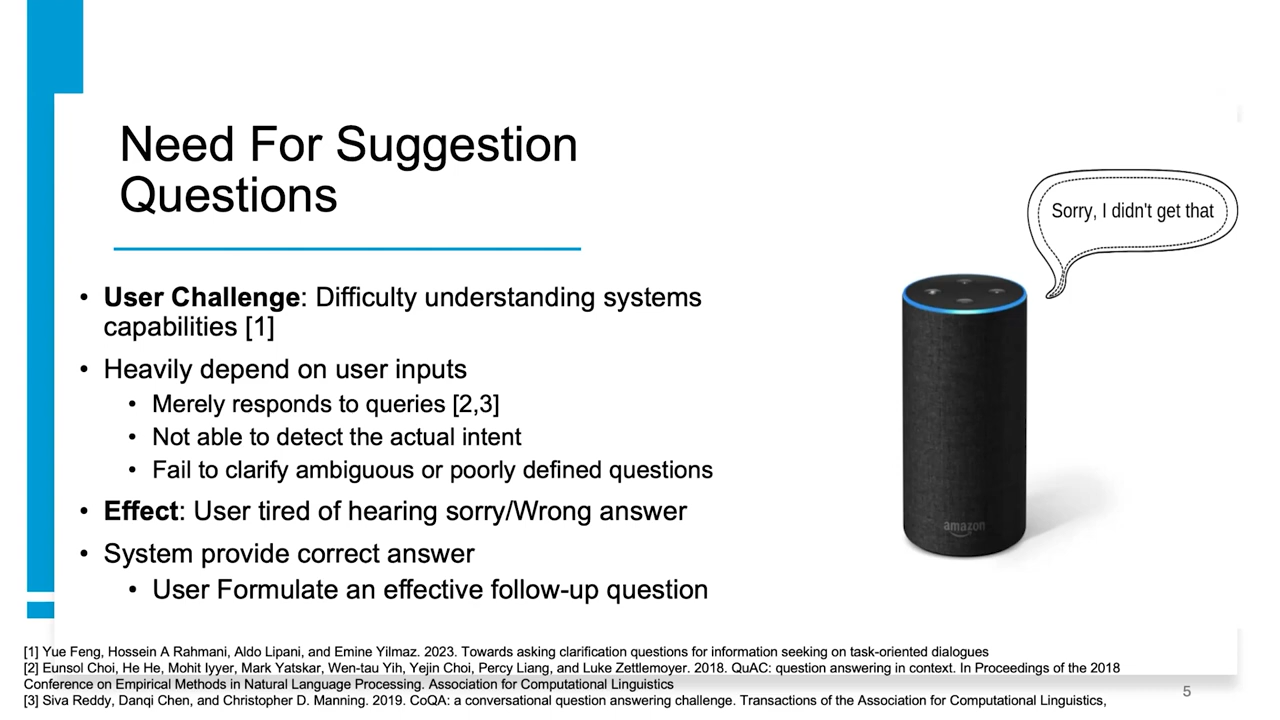 Need For Suggestion
Questions
Sorry, I didn't get that
• User Challenge: Difficulty understanding systems
capabilities [1]
• Heavily depend on user inputs
• Merely responds to queries [2,3]
• Not able to detect the actual intent
• Fail to clarify ambiguous or poorly defined questions
• Effect: User tired of hearing sorry/Wrong answer
• System provide correct answer
• User Formulate an effective follow-up question
amazon
[1] Yue Feng, Hossein A Rahmani, Aldo Lipani, and Emine Yilmaz. 2023. Towards asking clarification questions for information seeking on task-oriented dialogues
[2] Eunsol Choi, He He, Mohit Iyyer, Mark Yatskar, Wen-tau Yih, Yejin Choi, Percy Liang, and Luke Zettlemoyer. 2018. QuAC: question answering in context. In Proceedings of the 2018
Conference on Empirical Methods in Natural Language Processing. Association for Computational Linguistics
[3] Siva Reddy, Danqi Chen, and Christopher D. Manning. 2019. CoQA: a conversational question answering challenge. Transactions of the Association for Computational Linguistics,
5